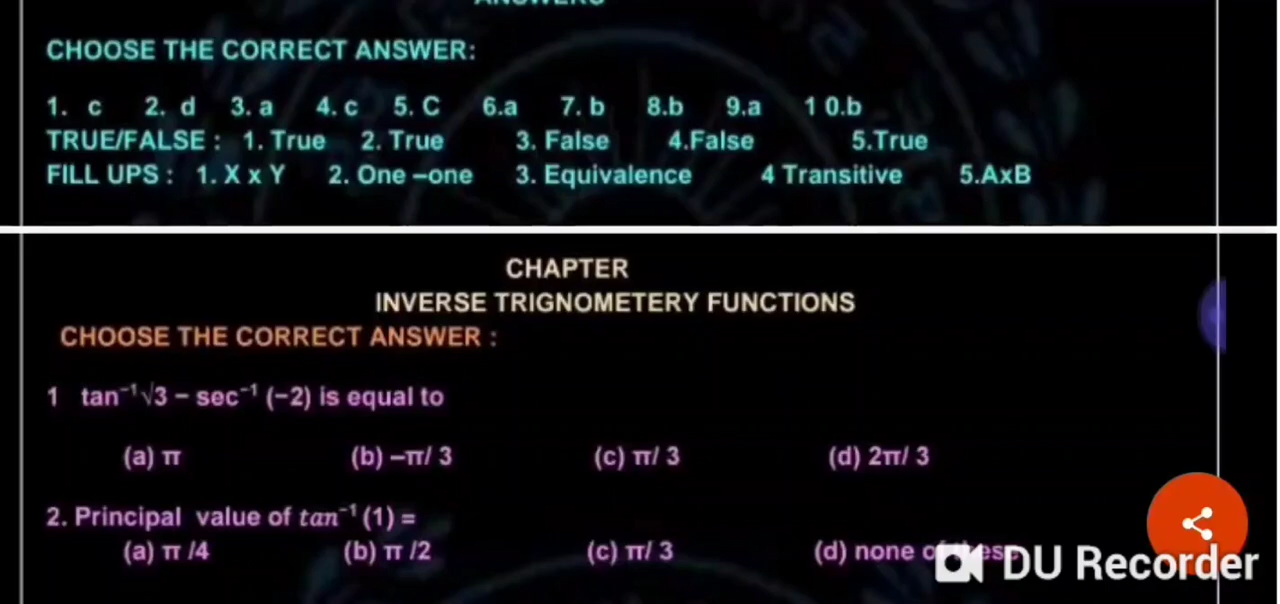 ANSWERS
CHOOSE THE CORRECT ANSWER:
1. c 2. d 3. a 4. c 5. C 6.a 7. b 8.b 9.a 1 0.b
TRUE/FALSE : 1. True 2. True 3. False 4.False 5.True
FILL UPS : 1. X x Y 2. One –one 3. Equivalence 4 Transitive 5.AxB
CHAPTER
INVERSE TRIGNOMETERY FUNCTIONS
CHOOSE THE CORRECT ANSWER :
1 tan⁻¹√3 − sec⁻¹ (−2) is equal to
(a) π (b) −π/ 3 (c) π/ 3 (d) 2π/ 3
2. Principal value of tan⁻¹ (1) =
(a) π /4 (b) π /2 (c) π/ 3 (d) none of these
DU Recorder